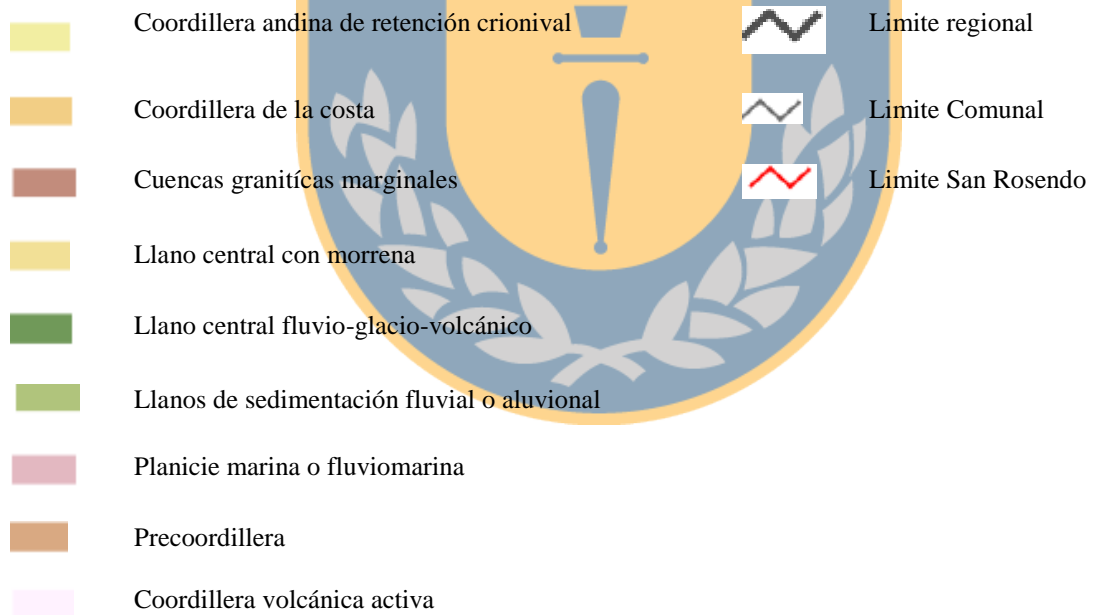 Coordillera andina de retención crionival
Limite regional
Coordillera de la costa
Limite Comunal
Cuencas granitícas marginales
Limite San Rosendo
Llano central con morrena
Llano central fluvio-glacio-volcánico
Llanos de sedimentación fluvial o aluvional
Planicie marina o fluviomarina
Precoordillera
Coordillera volcánica activa